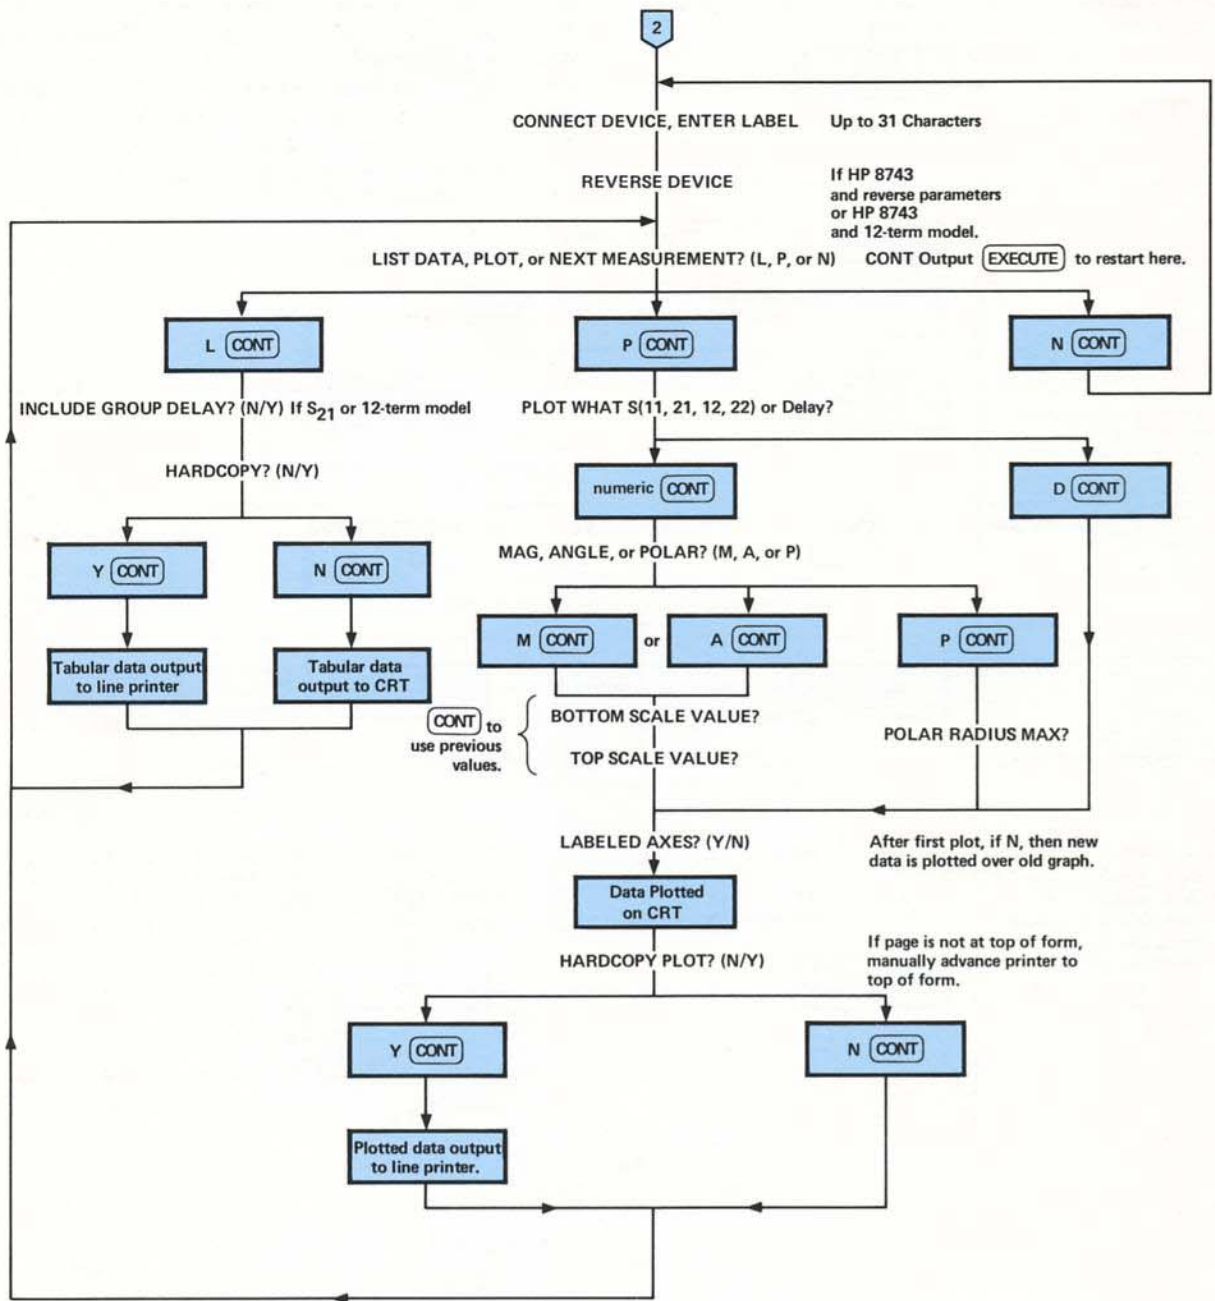 2
CONNECT DEVICE, ENTER LABEL Up to 31 Characters
REVERSE DEVICE
If HP 8743
and reverse parameters
or HP 8743
and 12-term model.
LIST DATA, PLOT, or NEXT MEASUREMENT? (L, P, or N) CONT Output EXECUTE to restart here.
L CONT
P CONT
N CONT
INCLUDE GROUP DELAY? (N/Y) If S21 or 12-term model
PLOT WHAT S(11, 21, 12, 22) or Delay?
HARDCOPY? (N/Y)
numeric CONT
D CONT
Y CONT
N CONT
MAG, ANGLE, or POLAR? (M, A, or P)
M CONT or A CONT
P CONT
Tabular data output
to line printer
Tabular data
output to CRT
CONT to
use previous
values.
BOTTOM SCALE VALUE?
TOP SCALE VALUE?
POLAR RADIUS MAX?
LABELED AXES? (Y/N)
After first plot, if N, then new
data is plotted over old graph.
Data Plotted
on CRT
HARDCOPY PLOT? (N/Y)
If page is not at top of form,
manually advance printer to
top of form.
Y CONT
N CONT
Plotted data output
to line printer.